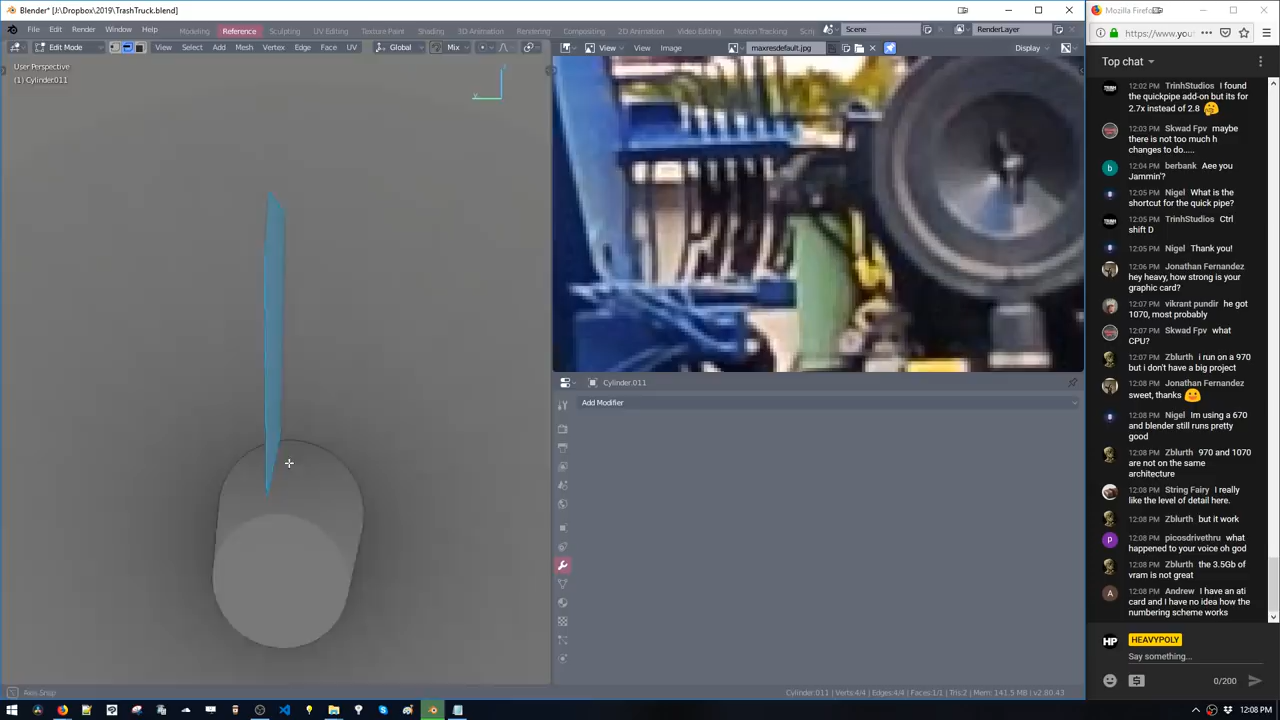 Blender* [J:\Dropbox\2019\TrashTruck.blend]
File Edit Render Window Help
Modeling Reference Sculpting UV Editing Texture Paint Shading Animation Rendering Compositing Video Editing Motion Tracking 2D Animation Scrip
Scene
RenderLayer
Edit Mode View Select Add Mesh Vertex Edge Face UV Global Mix
View View Image maxresdefault.jpg Display
User Perspective
(1) Cylinder.011
Cylinder.011
Add Modifier
Axis Snap
Cylinder.011 | Verts:4/4 | Edges:4/4 | Faces:1/1 | Tris:2 | Mem: 141.5 MB | v2.80.43
Mozilla Firefo
https://www.you
Top chat
12:02 PM TrinhStudios I found
the quickpipe add-on but its for
2.7x instead of 2.8
12:03 PM Skwad Fpv maybe
there is not too much h
changes to do.....
12:04 PM berbank Aee you
Jammin'?
12:05 PM Nigel What is the
shortcut for the quick pipe?
12:05 PM TrinhStudios Ctrl
shift D
12:05 PM Nigel Thank you!
12:06 PM Jonathan Fernandez
hey heavy, how strong is your
graphic card?
12:07 PM vikrant pundir he got
1070, most probably
12:07 PM Skwad Fpv what
CPU?
12:07 PM Zblurth i run on a 970
but i don't have a big project
12:08 PM Jonathan Fernandez
sweet, thanks
12:08 PM Nigel Im using a 670
and blender still runs pretty
good
12:08 PM Zblurth 970 and 1070
are not on the same
architecture
12:08 PM String Fairy I really
like the level of detail here.
12:08 PM Zblurth but it work
12:08 PM picosdrivethru what
happened to your voice oh god
12:08 PM Zblurth the 3.5Gb of
vram is not great
12:08 PM Andrew I have an ati
card and I have no idea how the
numbering scheme works
HP HEAVYPOLY
Say something...
0/200
12:08 PM